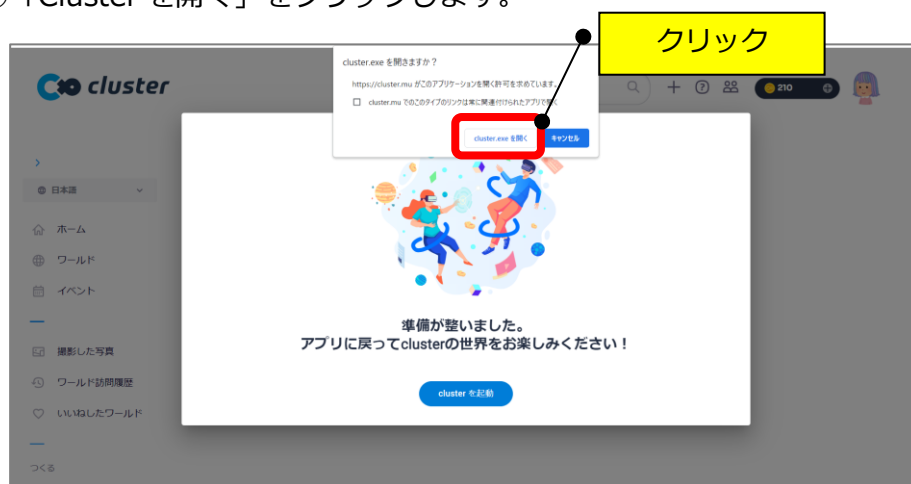 「Cluster を開く」をクリックします。
クリック
cluster.exe を開きますか？
https://cluster.mu がこのアプリケーションを開く許可を求めています。
cluster.mu でのこのタイプのリンクは常に関連付けられたアプリで開く
cluster.exe を開く
キャンセル
cluster
210
日本語
ホーム
ワールド
イベント
撮影した写真
ワールド訪問履歴
いいねしたワールド
つくる
準備が整いました。
アプリに戻ってclusterの世界をお楽しみください！
cluster を起動